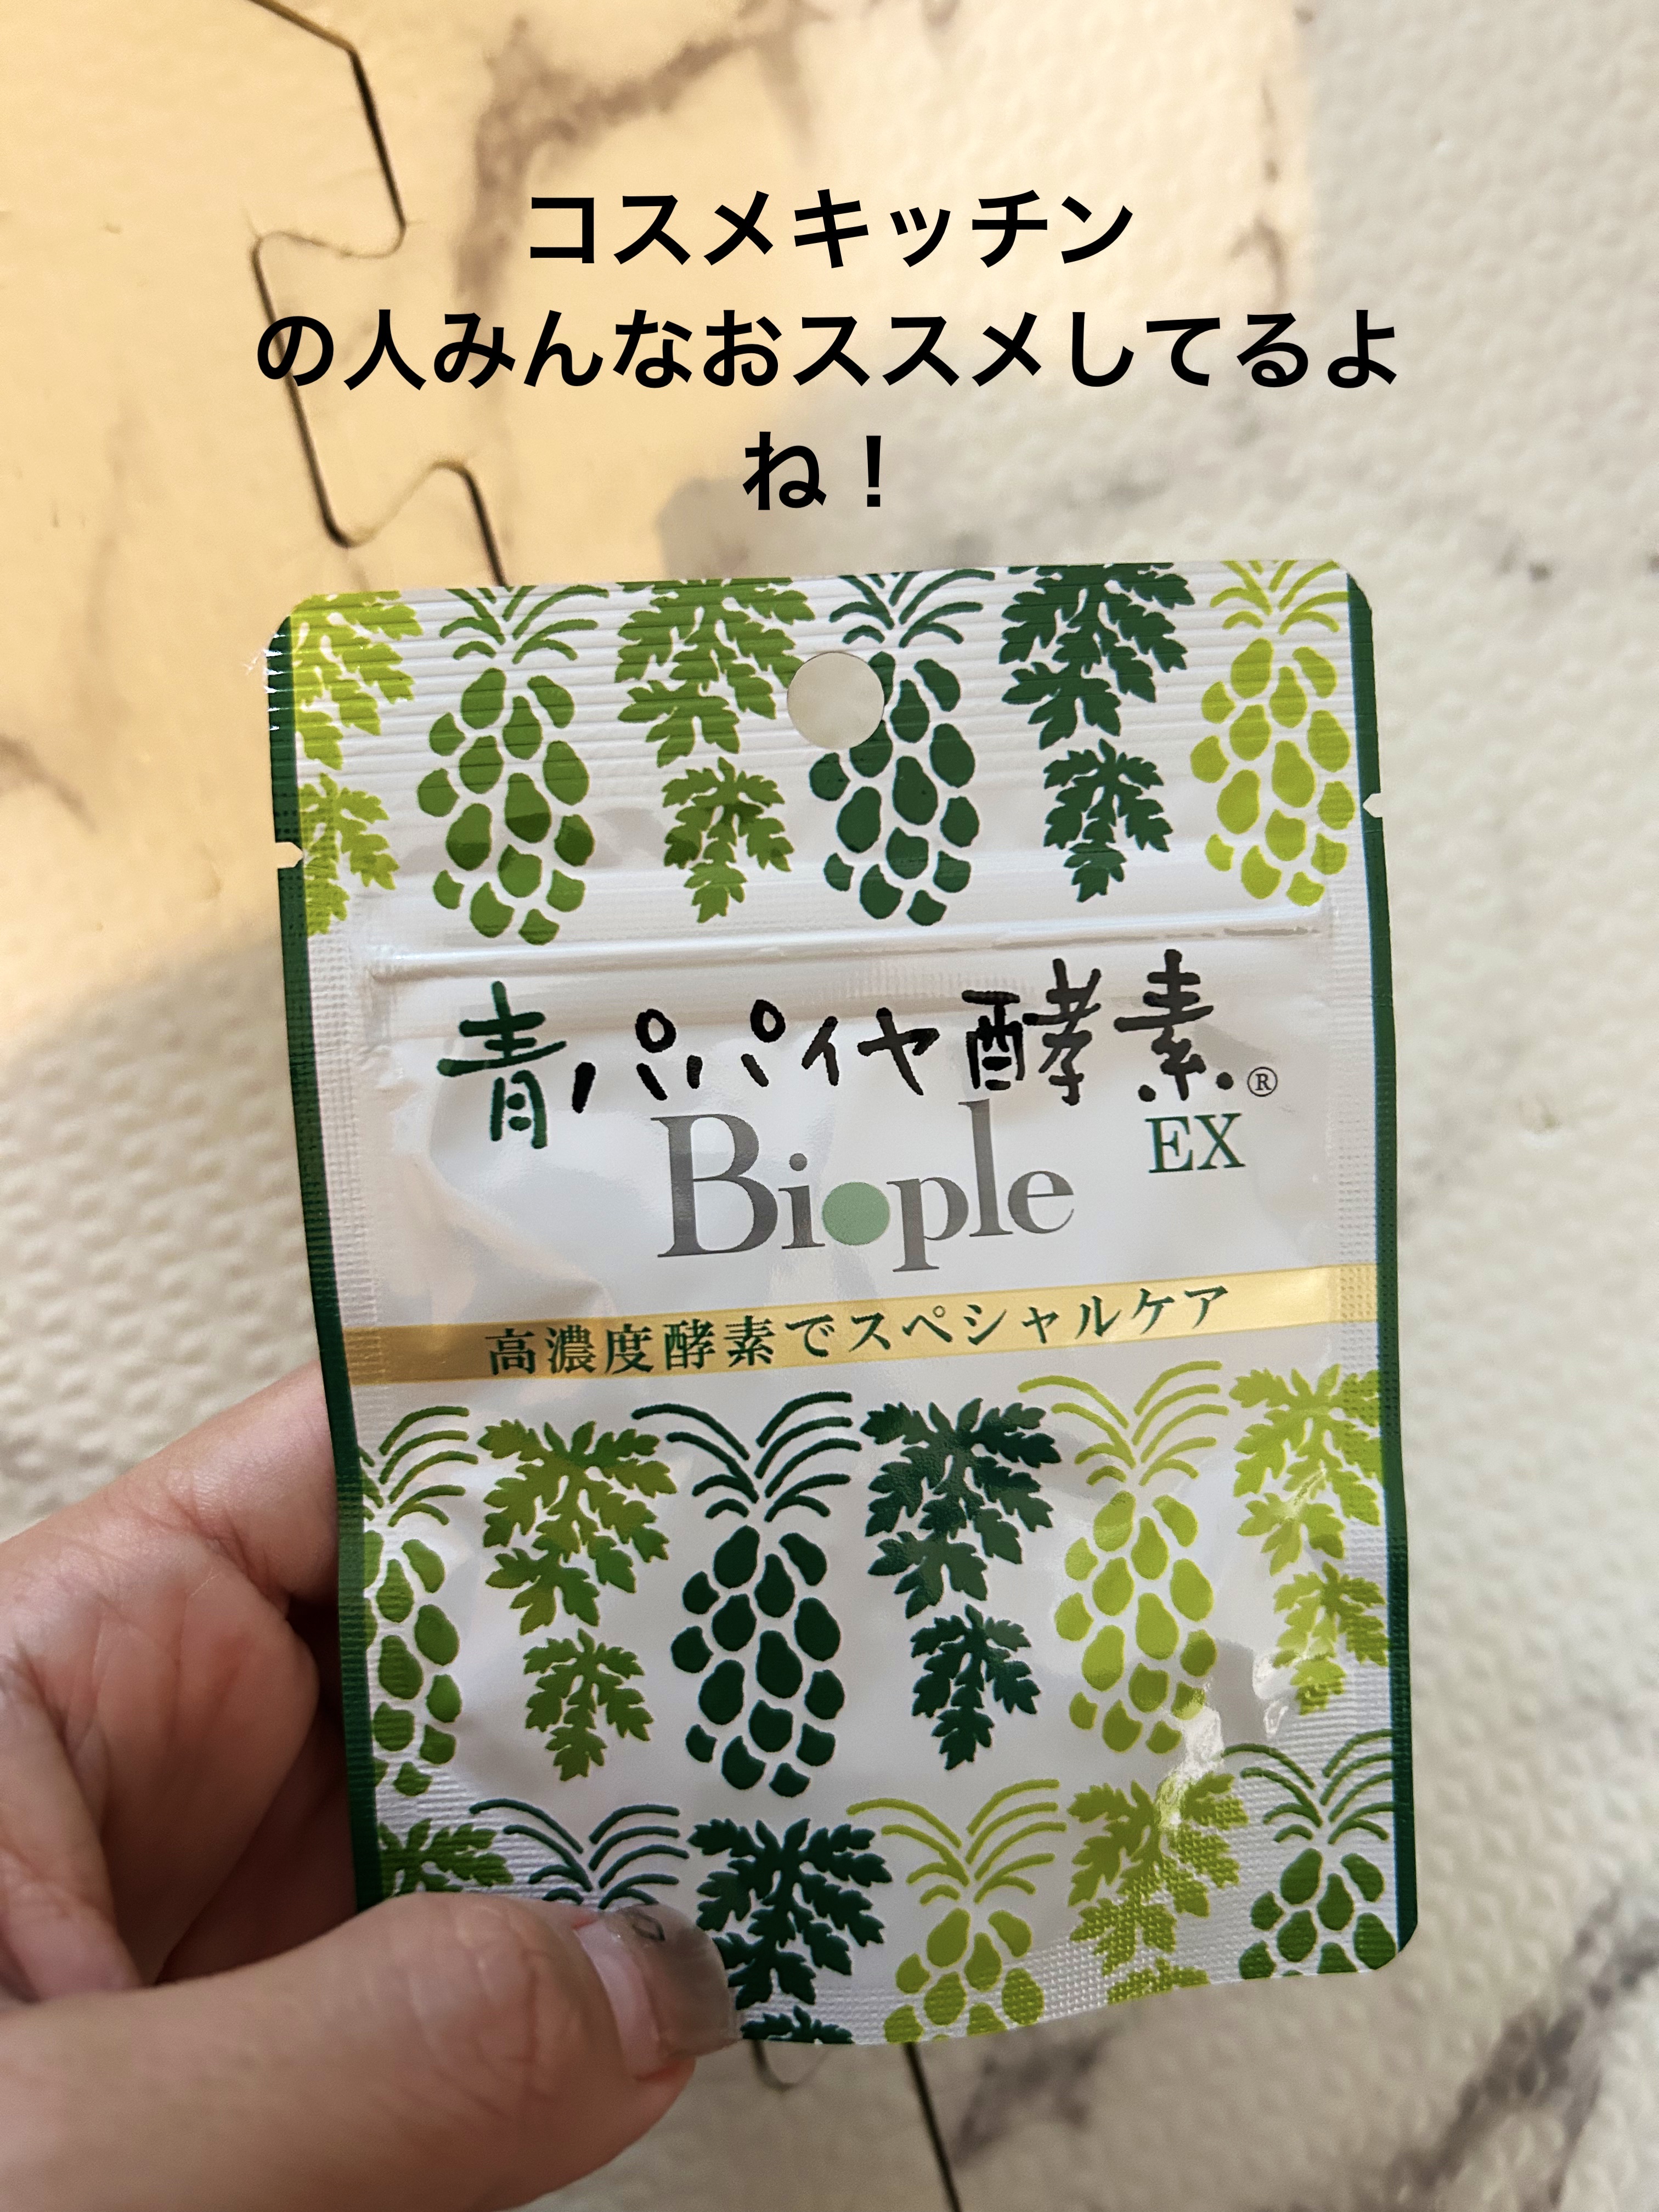 コスメキッチン
の人みんなおススメしてるよ
ね！
青パパイヤ酵素®
Biople EX
高濃度酵素でスペシャルケア